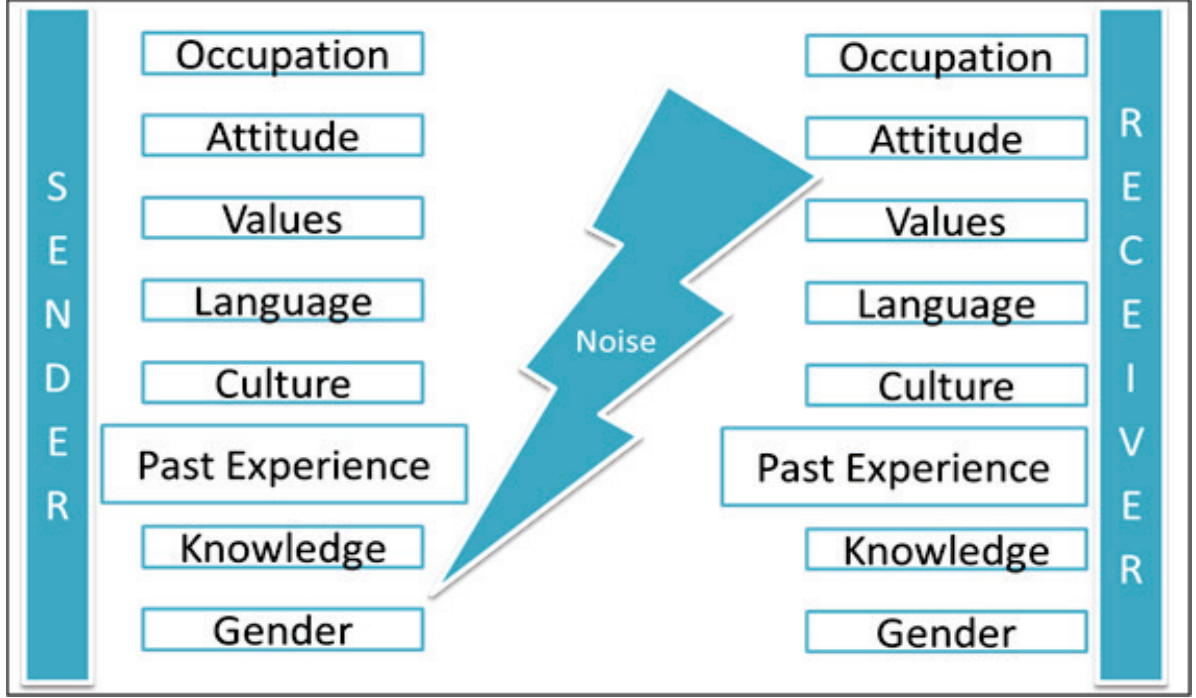 SENDER
Occupation
Attitude
Values
Language
Culture
Past Experience
Knowledge
Gender
Noise
Occupation
Attitude
Values
Language
Culture
Past Experience
Knowledge
Gender
RECEIVER